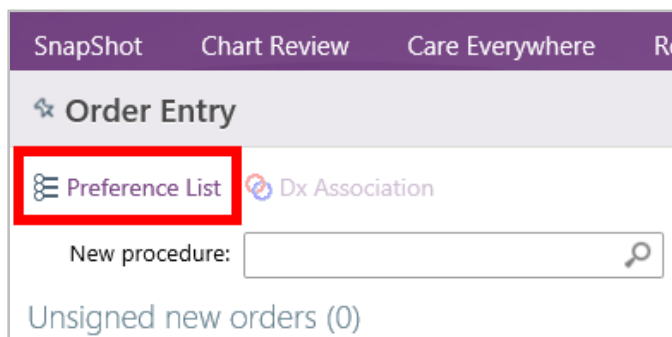 SnapShot Chart Review Care Everywhere
Order Entry
Preference List Dx Association
New procedure:
Unsigned new orders (0)